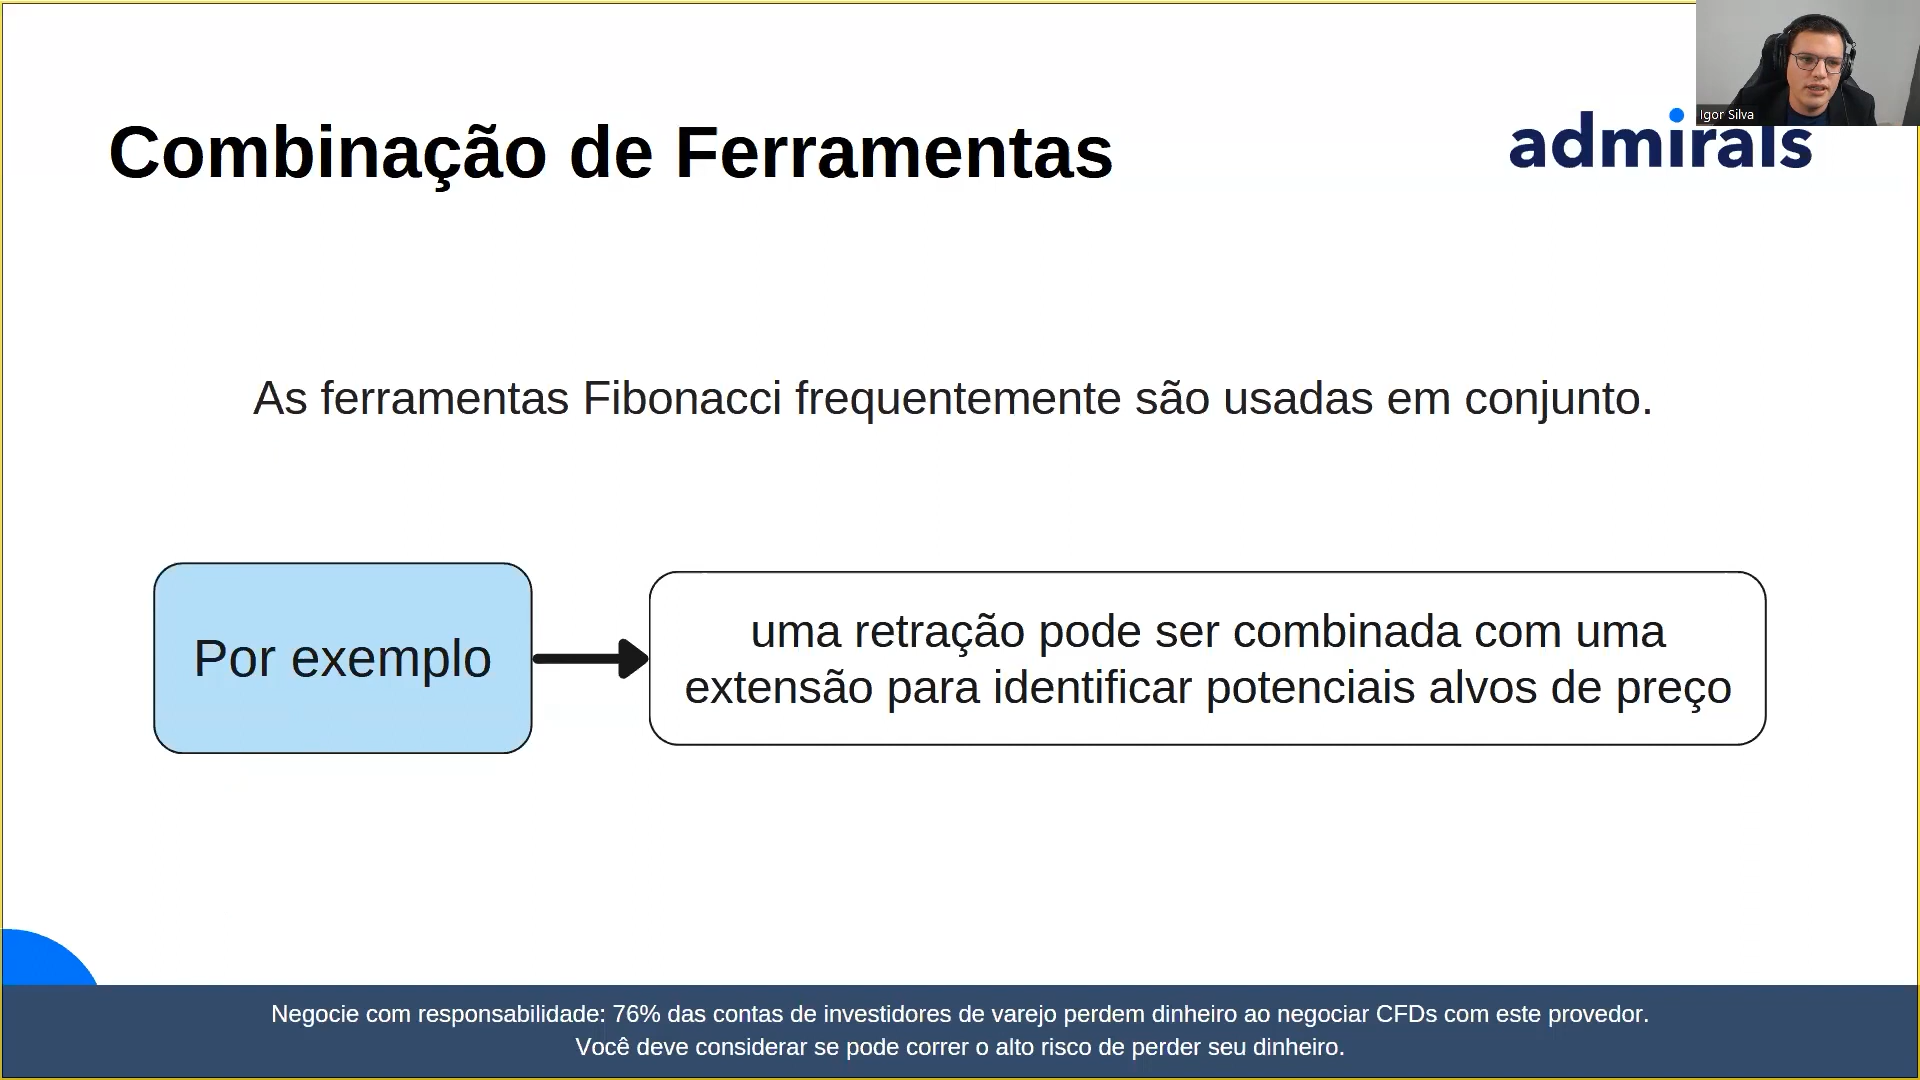 Igor Silva
Combinação de Ferramentas
admirals
As ferramentas Fibonacci frequentemente são usadas em conjunto.
Por exemplo
uma retração pode ser combinada com uma
extensão para identificar potenciais alvos de preço
Negocie com responsabilidade: 76% das contas de investidores de varejo perdem dinheiro ao negociar CFDs com este provedor.
Você deve considerar se pode correr o alto risco de perder seu dinheiro.